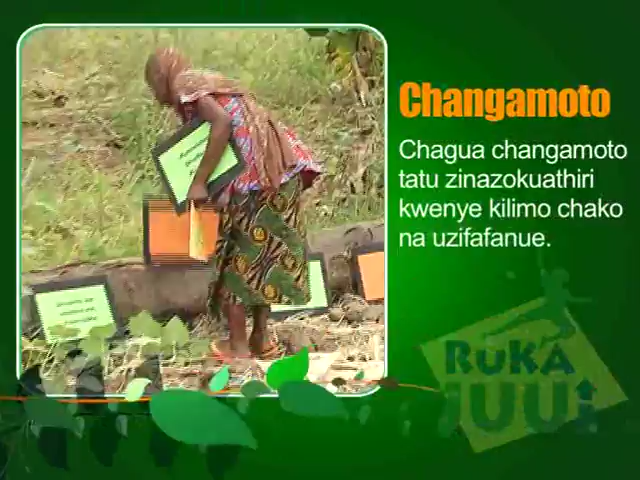 Changamoto
Chagua changamoto
tatu zinazokuathiri
kwenye kilimo chako
na uzifafanue.
RUKA
JUU